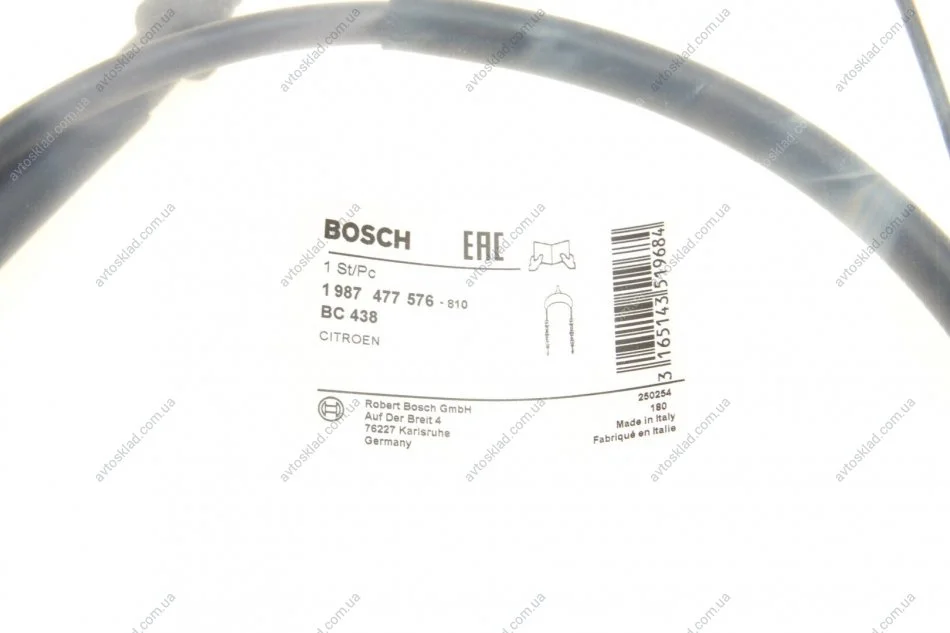 BOSCH
EAC
1 St/Pc
1 987 477 576 - 810
BC 438
CITROEN
3 165143 519684
Robert Bosch GmbH
Auf Der Breit 4
76227 Karlsruhe
Germany
250254
180
Made in Italy
Fabriqué en Italie
avtosklad.com.ua